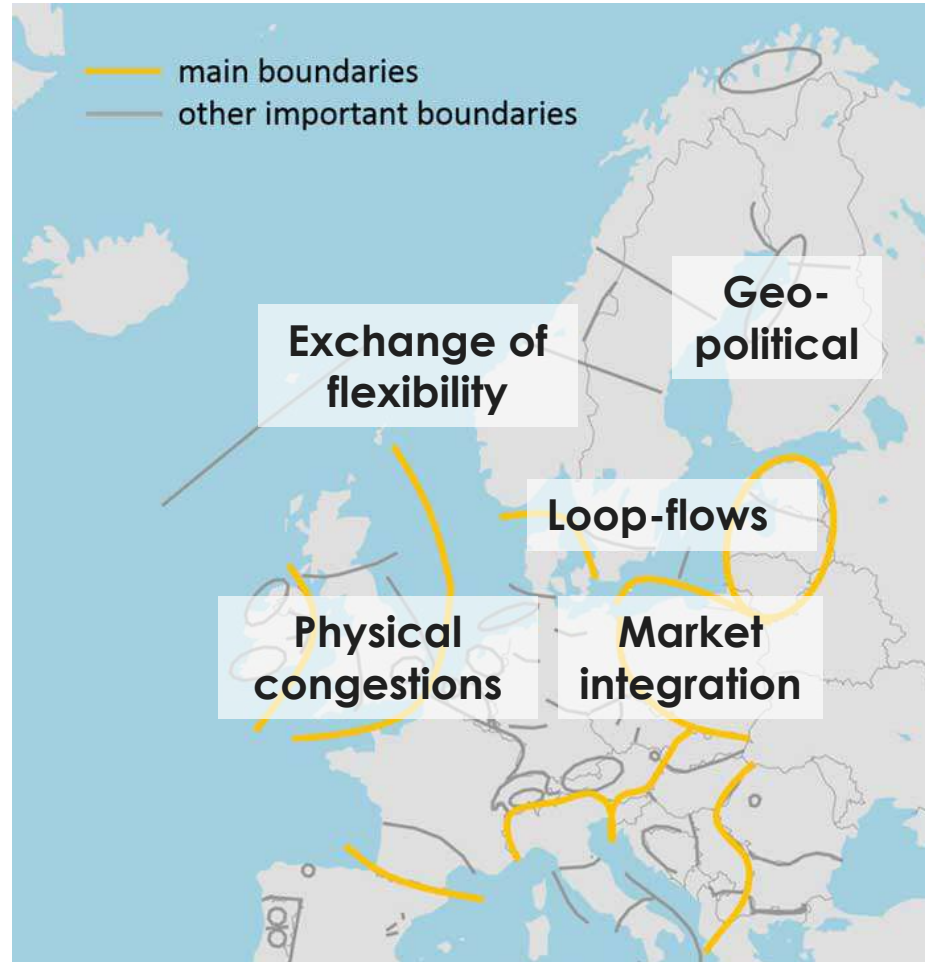 main boundaries
other important boundaries
Geo-
political
Exchange of
flexibility
Loop-flows
Physical
congestions
Market
integration